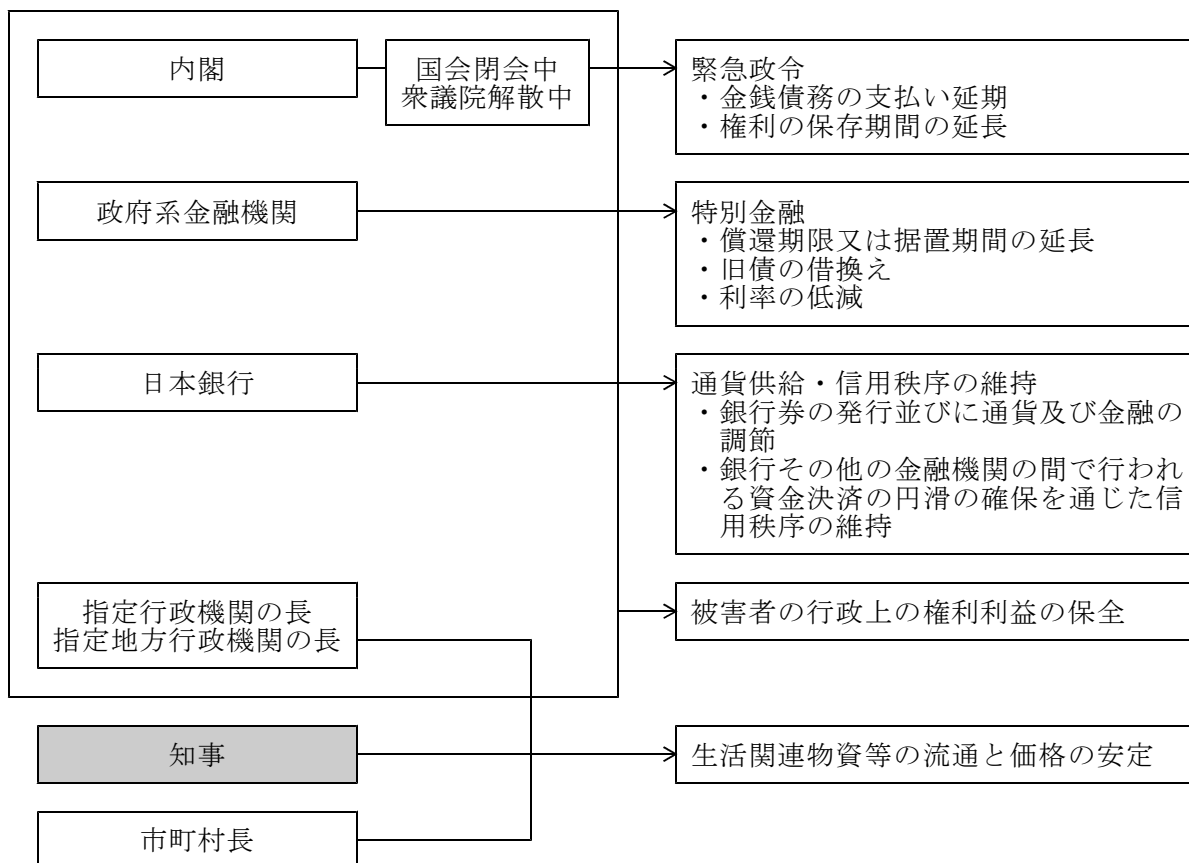 内閣
国会閉会中
衆議院解散中
緊急政令
・金銭債務の支払い延期
・権利の保存期間の延長
政府系金融機関
特別金融
・償還期限又は据置期間の延長
・旧債の借換え
・利率の低減
日本銀行
通貨供給・信用秩序の維持
・銀行券の発行並びに通貨及び金融の
調節
・銀行その他の金融機関の間で行われ
る資金決済の円滑の確保を通じた信
用秩序の維持
指定行政機関の長
指定地方行政機関の長
被害者の行政上の権利利益の保全
知事
生活関連物資等の流通と価格の安定
市町村長